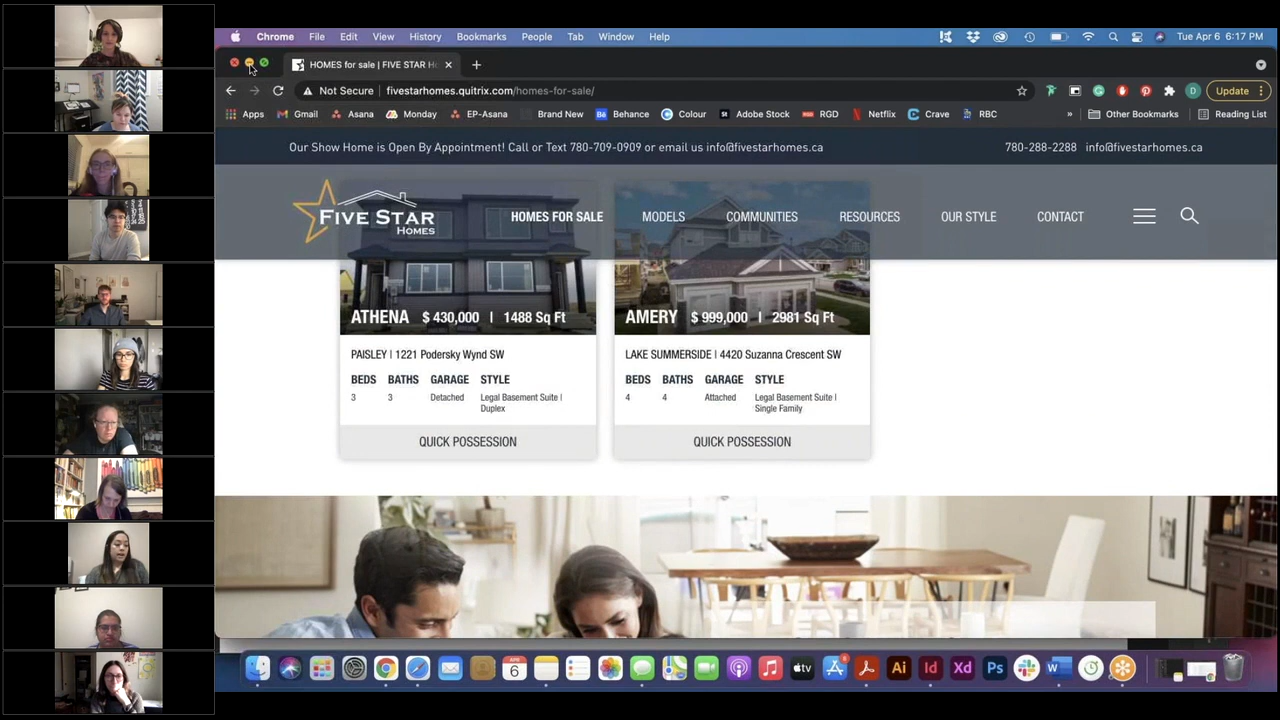 Chrome File Edit View History Bookmarks People Tab Window Help Tue Apr 6 6:17 PM
HOMES for sale | FIVE STAR H
Not Secure fivestarhomes.quitrix.com/homes-for-sale/ D Update
Apps Gmail Asana Monday EP-Asana Brand New Behance Colour Adobe Stock RGD Netflix Crave RBC » Other Bookmarks Reading List
Our Show Home is Open By Appointment! Call or Text 780-709-0909 or email us info@fivestarhomes.ca 780-288-2288 info@fivestarhomes.ca
FIVE STAR
HOMES
HOMES FOR SALE MODELS COMMUNITIES RESOURCES OUR STYLE CONTACT
ATHENA $ 430,000 | 1488 Sq Ft
PAISLEY | 1221 Podersky Wynd SW
BEDS BATHS GARAGE STYLE
3 3 Detached Legal Basement Suite |
Duplex
QUICK POSSESSION
AMERY $ 999,000 | 2981 Sq Ft
LAKE SUMMERSIDE | 4420 Suzanna Crescent SW
BEDS BATHS GARAGE STYLE
4 4 Attached Legal Basement Suite |
Single Family
QUICK POSSESSION
APR
6 tv Ai Id Xd Ps W